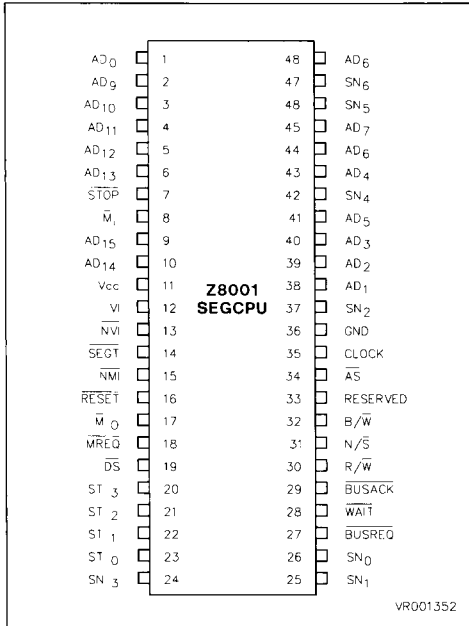 AD0 1 48 AD6
AD9 2 47 SN6
AD10 3 48 SN5
AD11 4 45 AD7
AD12 5 44 AD6
AD13 6 43 AD4
STOP 7 42 SN4
MI 8 41 AD5
AD15 9 40 AD3
AD14 10 39 AD2
Vcc 11 38 AD1
Z8001
SEGCPU
VI 12 37 SN2
NVI 13 36 GND
SEGT 14 35 CLOCK
NMI 15 34 AS
RESET 16 33 RESERVED
M0 17 32 B/W
MREQ 18 31 N/S
DS 19 30 R/W
ST3 20 29 BUSACK
ST2 21 28 WAIT
ST1 22 27 BUSREQ
ST0 23 26 SN0
SN3 24 25 SN1
VR001352